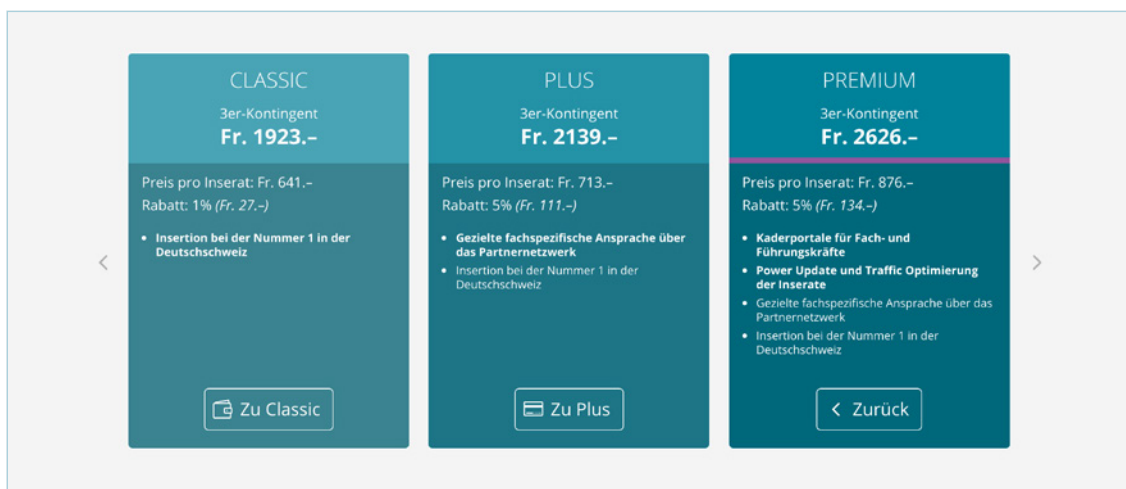 CLASSIC
3er-Kontingent
Fr. 1923.–
Preis pro Inserat: Fr. 641.–
Rabatt: 1% (Fr. 27.–)
• Insertion bei der Nummer 1 in der
Deutschschweiz
Zu Classic
PLUS
3er-Kontingent
Fr. 2139.–
Preis pro Inserat: Fr. 713.–
Rabatt: 5% (Fr. 111.–)
• Gezielte fachspezifische Ansprache über
das Partnernetzwerk
• Insertion bei der Nummer 1 in der
Deutschschweiz
Zu Plus
PREMIUM
3er-Kontingent
Fr. 2626.–
Preis pro Inserat: Fr. 876.–
Rabatt: 5% (Fr. 134.–)
• Kaderportale für Fach- und
Führungskräfte
• Power Update und Traffic Optimierung
der Inserate
• Gezielte fachspezifische Ansprache über das
Partnernetzwerk
• Insertion bei der Nummer 1 in der
Deutschschweiz
Zurück